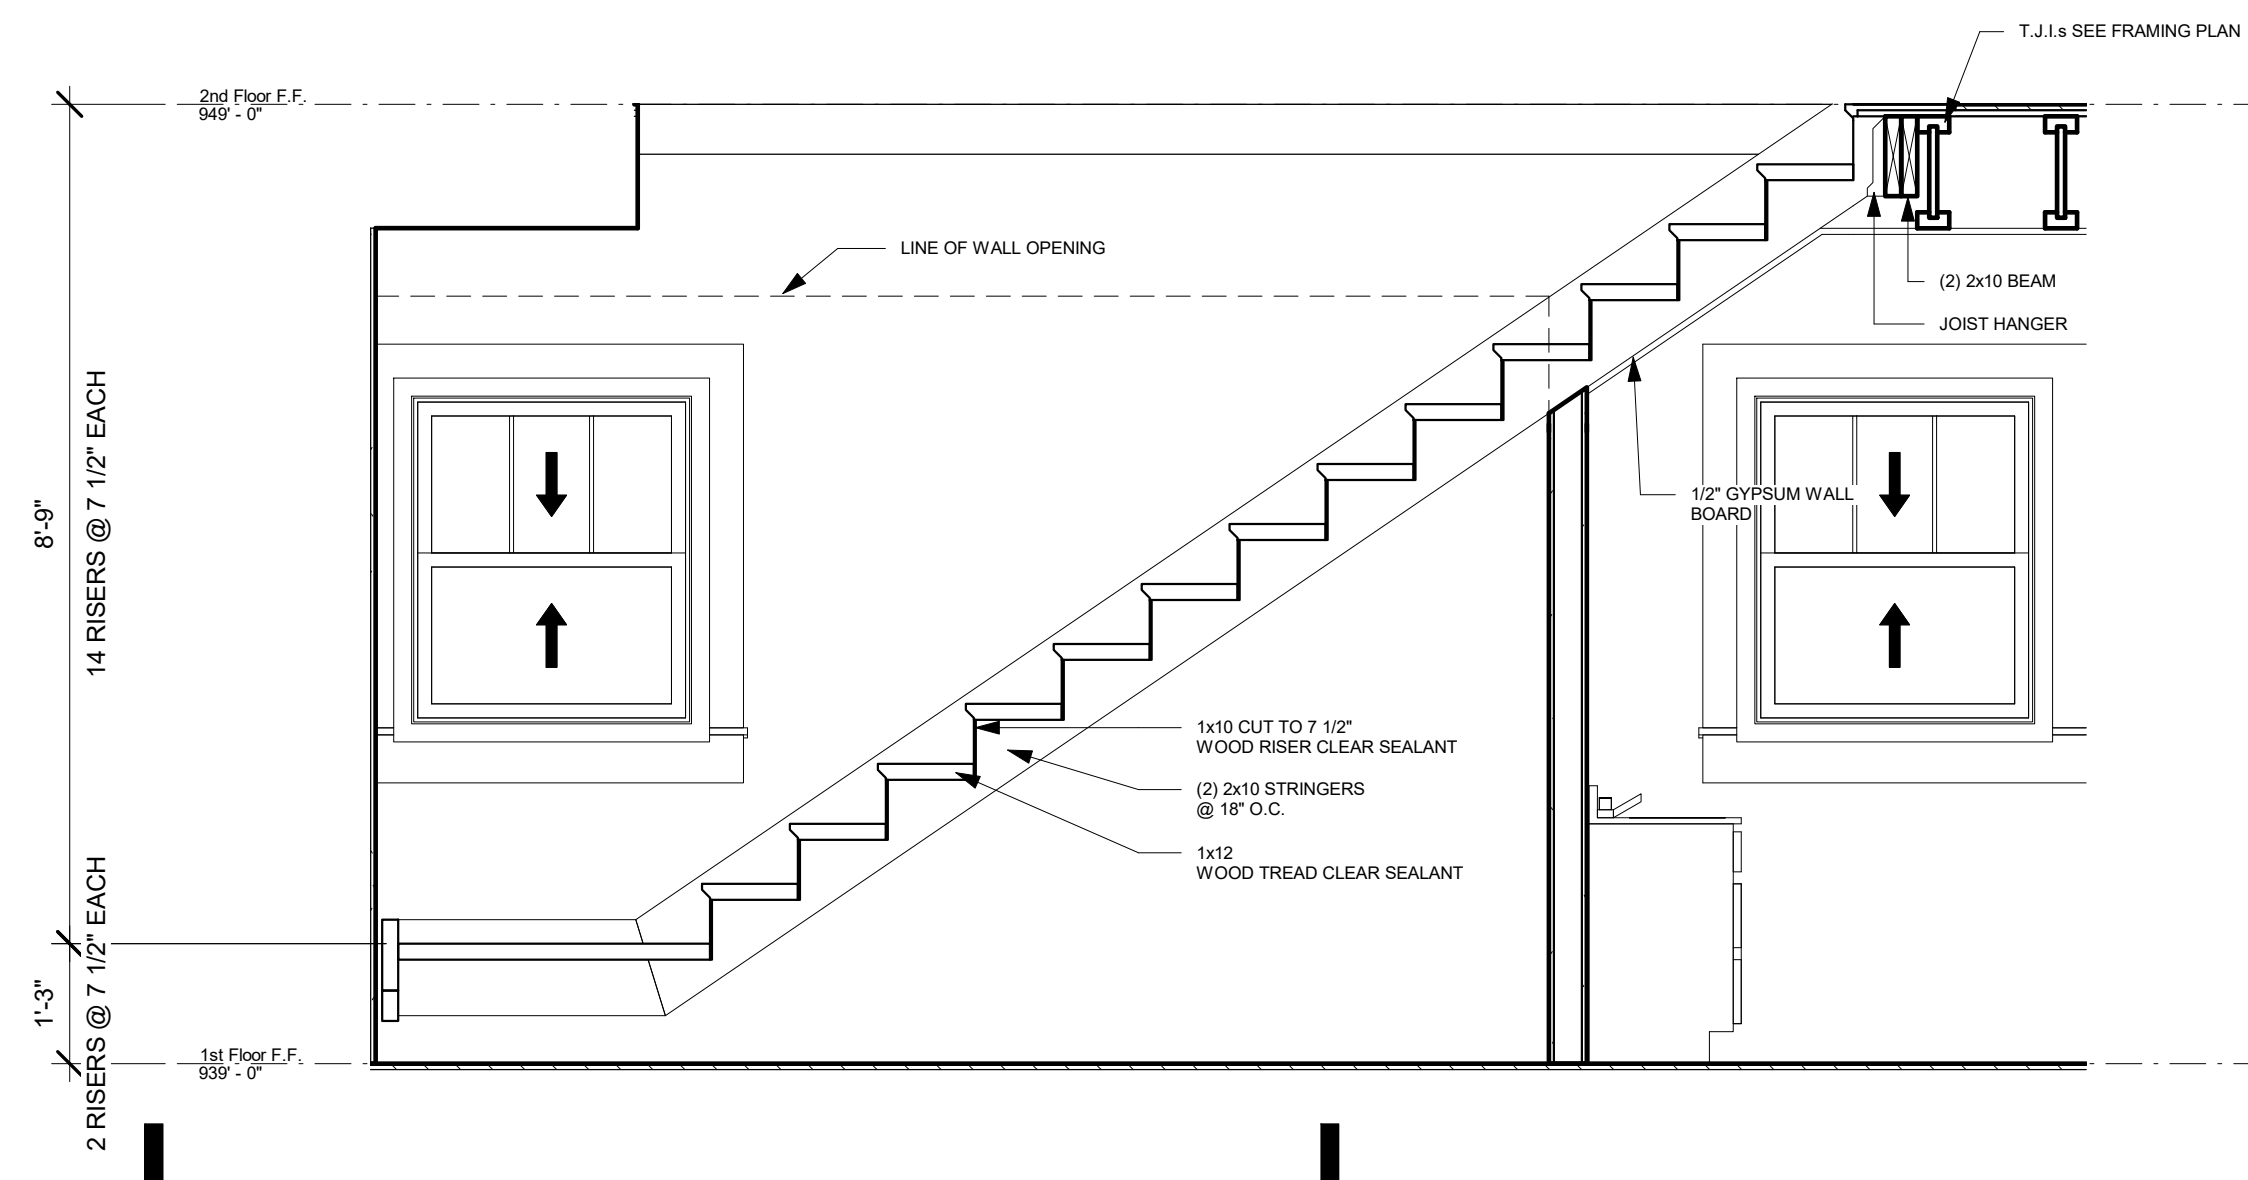 T.J.I.s SEE FRAMING PLAN
2nd Floor F.F.
949' - 0"
LINE OF WALL OPENING
(2) 2x10 BEAM
JOIST HANGER
8'-9"
14 RISERS @ 7 1/2" EACH
1/2" GYPSUM WALL
BOARD
1x10 CUT TO 7 1/2"
WOOD RISER CLEAR SEALANT
(2) 2x10 STRINGERS
@ 18" O.C.
1x12
WOOD TREAD CLEAR SEALANT
1'-3"
2 RISERS @ 7 1/2" EACH
1st Floor F.F.
939' - 0"